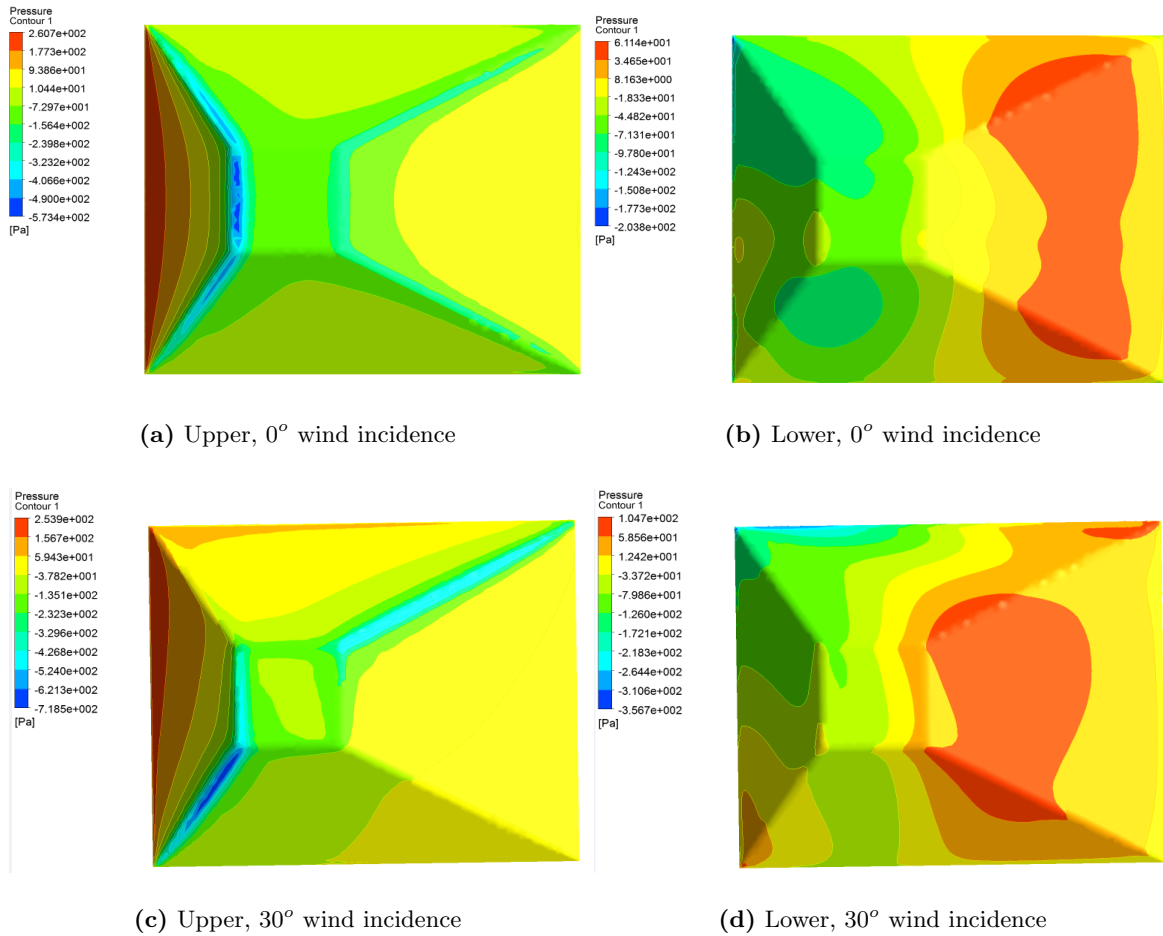 Pressure
Contour 1
2.607e+002
1.773e+002
9.386e+001
1.044e+001
-7.297e+001
-1.564e+002
-2.398e+002
-3.232e+002
-4.066e+002
-4.900e+002
-5.734e+002
[Pa]
Pressure
Contour 1
6.114e+001
3.465e+001
8.163e+000
-1.833e+001
-4.482e+001
-7.131e+001
-9.780e+001
-1.243e+002
-1.508e+002
-1.773e+002
-2.038e+002
[Pa]
(a) Upper, 0° wind incidence
(b) Lower, 0° wind incidence
Pressure
Contour 1
2.539e+002
1.567e+002
5.943e+001
-3.782e+001
-1.351e+002
-2.323e+002
-3.296e+002
-4.268e+002
-5.240e+002
-6.213e+002
-7.185e+002
[Pa]
Pressure
Contour 1
1.047e+002
5.856e+001
1.242e+001
-3.372e+001
-7.986e+001
-1.260e+002
-1.721e+002
-2.183e+002
-2.644e+002
-3.106e+002
-3.567e+002
[Pa]
(c) Upper, 30° wind incidence
(d) Lower, 30° wind incidence